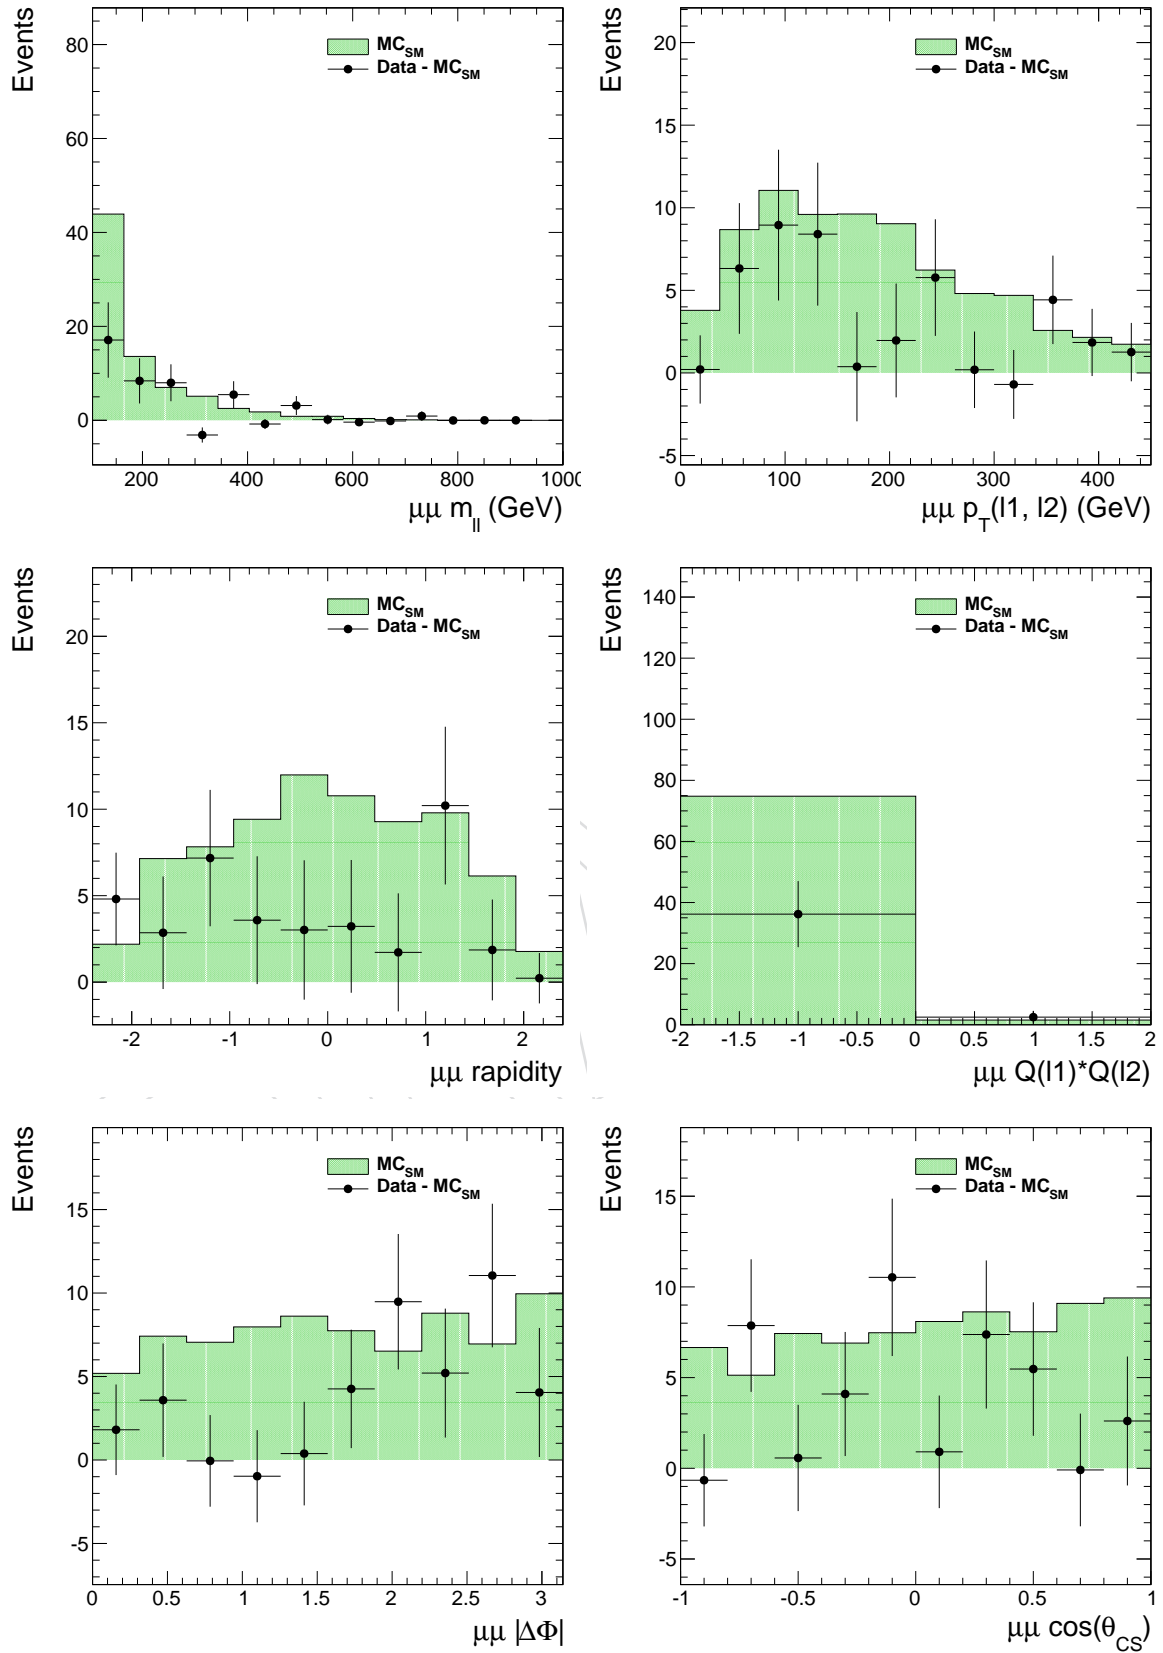 Events
80
60
40
20
0
MC_SM
Data - MC_SM
200 400 600 800 1000
μμ m_ll (GeV)
Events
20
15
10
5
0
-5
MC_SM
Data - MC_SM
0 100 200 300 400
μμ p_T(l1, l2) (GeV)
Events
20
15
10
5
0
MC_SM
Data - MC_SM
-2 -1 0 1 2
μμ rapidity
Events
140
120
100
80
60
40
20
0
MC_SM
Data - MC_SM
-2 -1.5 -1 -0.5 0 0.5 1 1.5 2
μμ Q(l1)*Q(l2)
Events
15
10
5
0
-5
MC_SM
Data - MC_SM
0 0.5 1 1.5 2 2.5 3
μμ |ΔΦ|
Events
15
10
5
0
-5
MC_SM
Data - MC_SM
-1 -0.5 0 0.5 1
μμ cos(θ_CS)